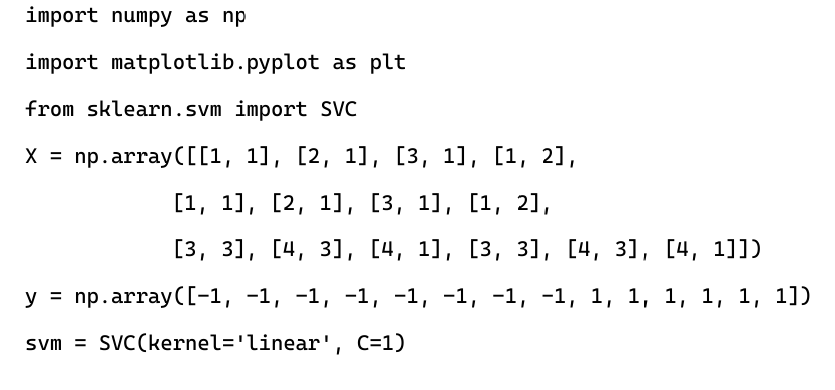 import numpy as np
import matplotlib.pyplot as plt
from sklearn.svm import SVC
X = np.array([[1, 1], [2, 1], [3, 1], [1, 2],
[1, 1], [2, 1], [3, 1], [1, 2],
[3, 3], [4, 3], [4, 1], [3, 3], [4, 3], [4, 1]])
y = np.array([-1, -1, -1, -1, -1, -1, -1, -1, 1, 1, 1, 1, 1, 1])
svm = SVC(kernel='linear', C=1)